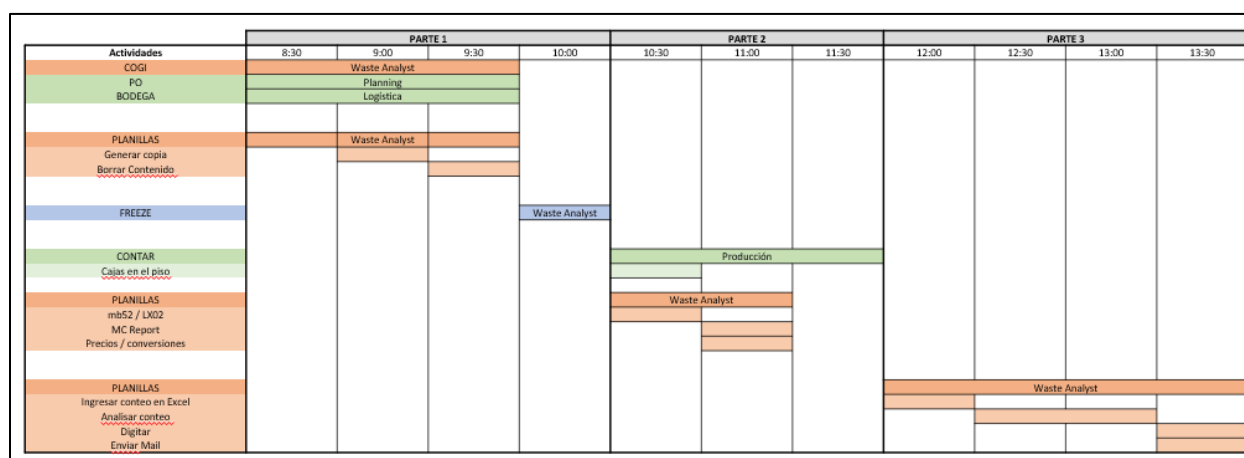 PARTE 1 PARTE 2 PARTE 3
Actividades 8:30 9:00 9:30 10:00 10:30 11:00 11:30 12:00 12:30 13:00 13:30
COGI Waste Analyst
PO Planning
BODEGA Logística
PLANILLAS Waste Analyst
Generar copia
Borrar Contenido
FREEZE Waste Analyst
CONTAR Producción
Cajas en el piso
PLANILLAS Waste Analyst
mb52 / LX02
MC Report
Precios / conversiones
PLANILLAS Waste Analyst
Ingresar conteo en Excel
Analisar conteo
Digitar
Enviar Mail